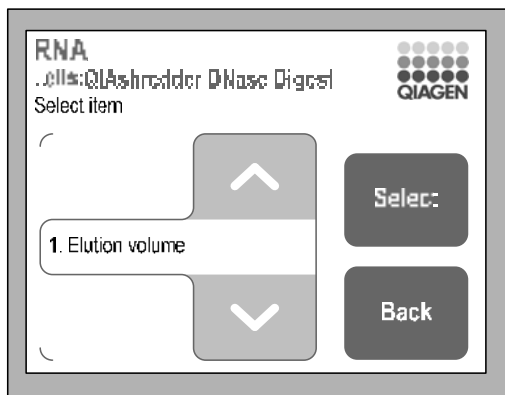 RNA
..ells:QIAshredder DNase Digest
Select item
QIAGEN
1. Elution volume
Select
Back